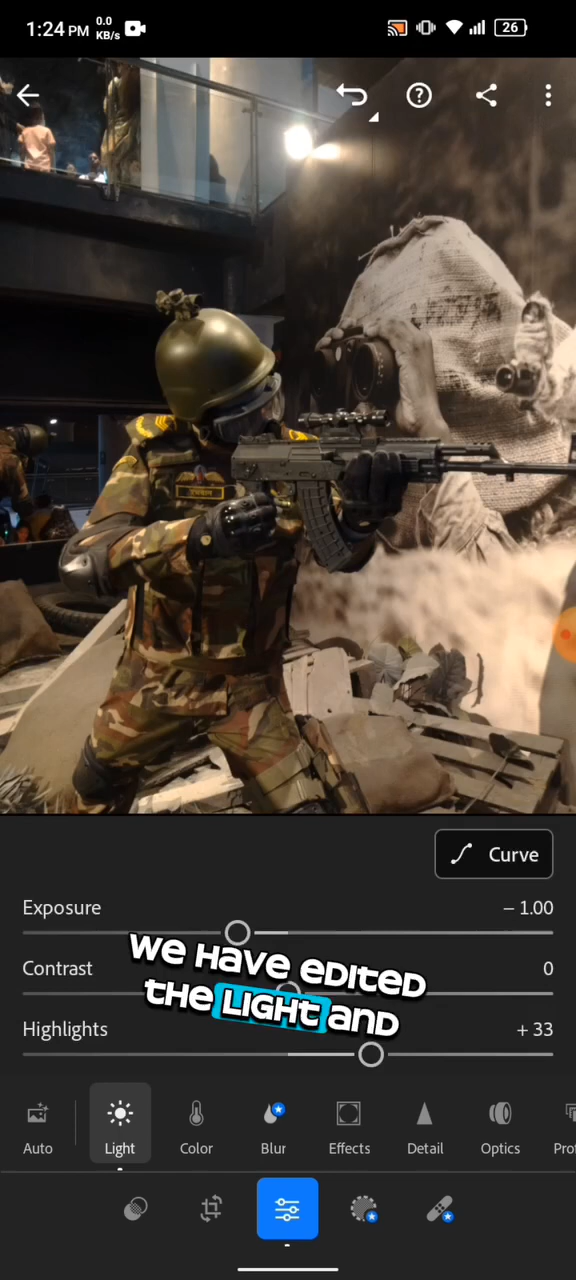 1:24 PM 0.0 KB/s 26
Curve
Exposure – 1.00
Contrast 0
Highlights + 33
we have edited
the light and
Auto Light Color Blur Effects Detail Optics Prof